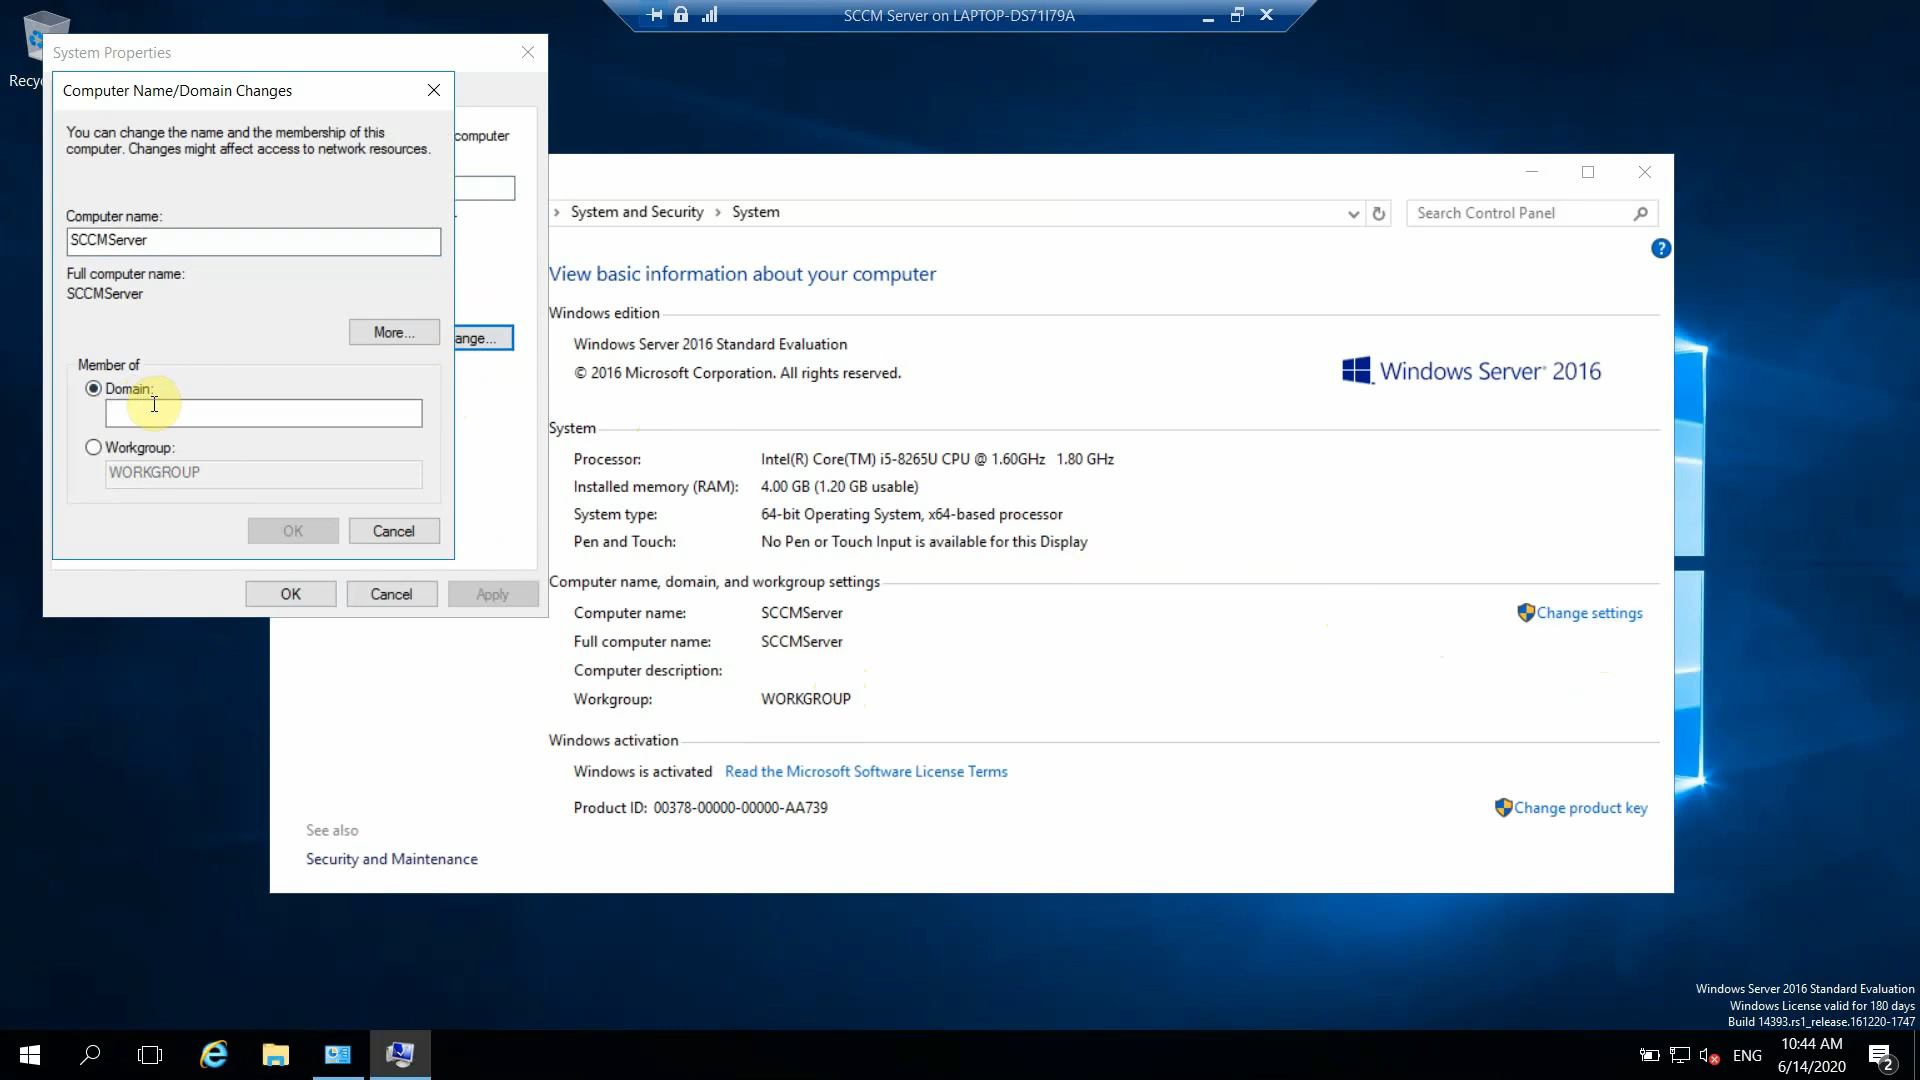 SCCM Server on LAPTOP-DS71I79A
System Properties
Computer Name/Domain Changes
You can change the name and the membership of this
computer. Changes might affect access to network resources.
computer
Computer name:
SCCMServer
Full computer name:
SCCMServer
More...
ange...
Member of
Domain:
Workgroup:
WORKGROUP
OK
Cancel
OK
Cancel
Apply
System and Security
System
Search Control Panel
View basic information about your computer
Windows edition
Windows Server 2016 Standard Evaluation
© 2016 Microsoft Corporation. All rights reserved.
Windows Server® 2016
System
Processor: Intel(R) Core(TM) i5-8265U CPU @ 1.60GHz 1.80 GHz
Installed memory (RAM): 4.00 GB (1.20 GB usable)
System type: 64-bit Operating System, x64-based processor
Pen and Touch: No Pen or Touch Input is available for this Display
Computer name, domain, and workgroup settings
Computer name: SCCMServer
Change settings
Full computer name: SCCMServer
Computer description:
Workgroup: WORKGROUP
Windows activation
Windows is activated Read the Microsoft Software License Terms
Product ID: 00378-00000-00000-AA739
Change product key
See also
Security and Maintenance
Windows Server 2016 Standard Evaluation
Windows License valid for 180 days
Build 14393.rs1_release.161220-1747
ENG
10:44 AM
6/14/2020
2